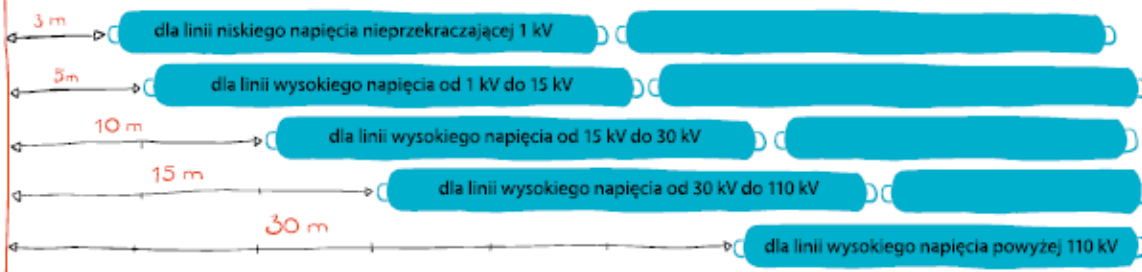 3 m
dla linii niskiego napięcia nieprzekraczającej 1 kV
5m
dla linii wysokiego napięcia od 1 kV do 15 kV
10 m
dla linii wysokiego napięcia od 15 kV do 30 kV
15 m
dla linii wysokiego napięcia od 30 kV do 110 kV
30 m
dla linii wysokiego napięcia powyżej 110 kV